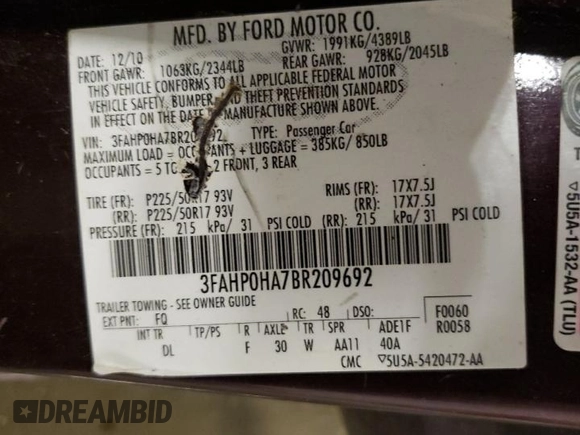 MFD. BY FORD MOTOR CO.
DATE: 12/10 GVWR: 1991KG/4389LB
FRONT GAWR: 1063KG/2344LB REAR GAWR: 928KG/2045LB
THIS VEHICLE CONFORMS TO ALL APPLICABLE FEDERAL MOTOR
VEHICLE SAFETY, BUMPER, AND THEFT PREVENTION STANDARDS
IN EFFECT ON THE DATE OF MANUFACTURE SHOWN ABOVE.
VIN: 3FAHP0HA7BR209692 TYPE: Passenger Car
MAXIMUM LOAD = OCCUPANTS + LUGGAGE = 385KG/ 850LB
OCCUPANTS = 5 2 FRONT, 3 REAR
TIRE (FR): P225/50R17 93V RIMS (FR): 17X7.5J
(RR): P225/50R17 93V (RR): 17X7.5J
PRESSURE (FR): 215 kPa/ 31 PSI COLD (RR): 215 kPa/ 31 PSI COLD
3FAHP0HA7BR209692
TRAILER TOWING - SEE OWNER GUIDE
EXT PNT: FQ RC: 48 DSO: F0060
R0058
INT TR TP/PS R AXLE TR SPR ADE1F
DL F 30 W AA11 40A
CMC ▽5U5A-5420472-AA
▽5U5A-1532-AA (TLU)
DREAMBID